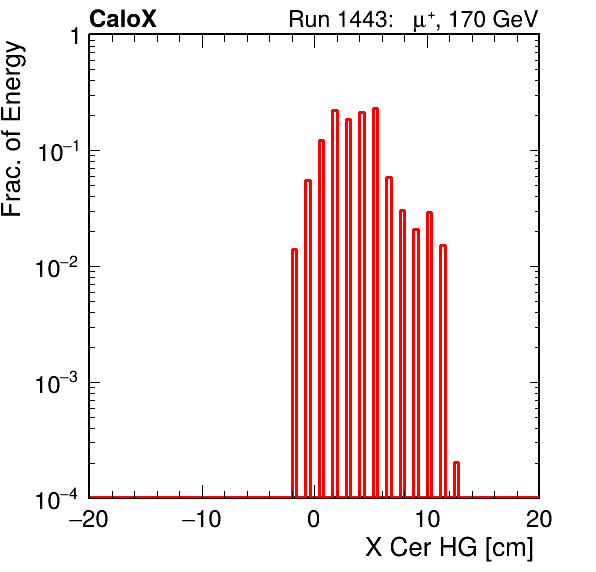 CaloX
Run 1443: μ⁺, 170 GeV
Frac. of Energy
1
10⁻¹
10⁻²
10⁻³
10⁻⁴
−20
−10
0
10
20
X Cer HG [cm]